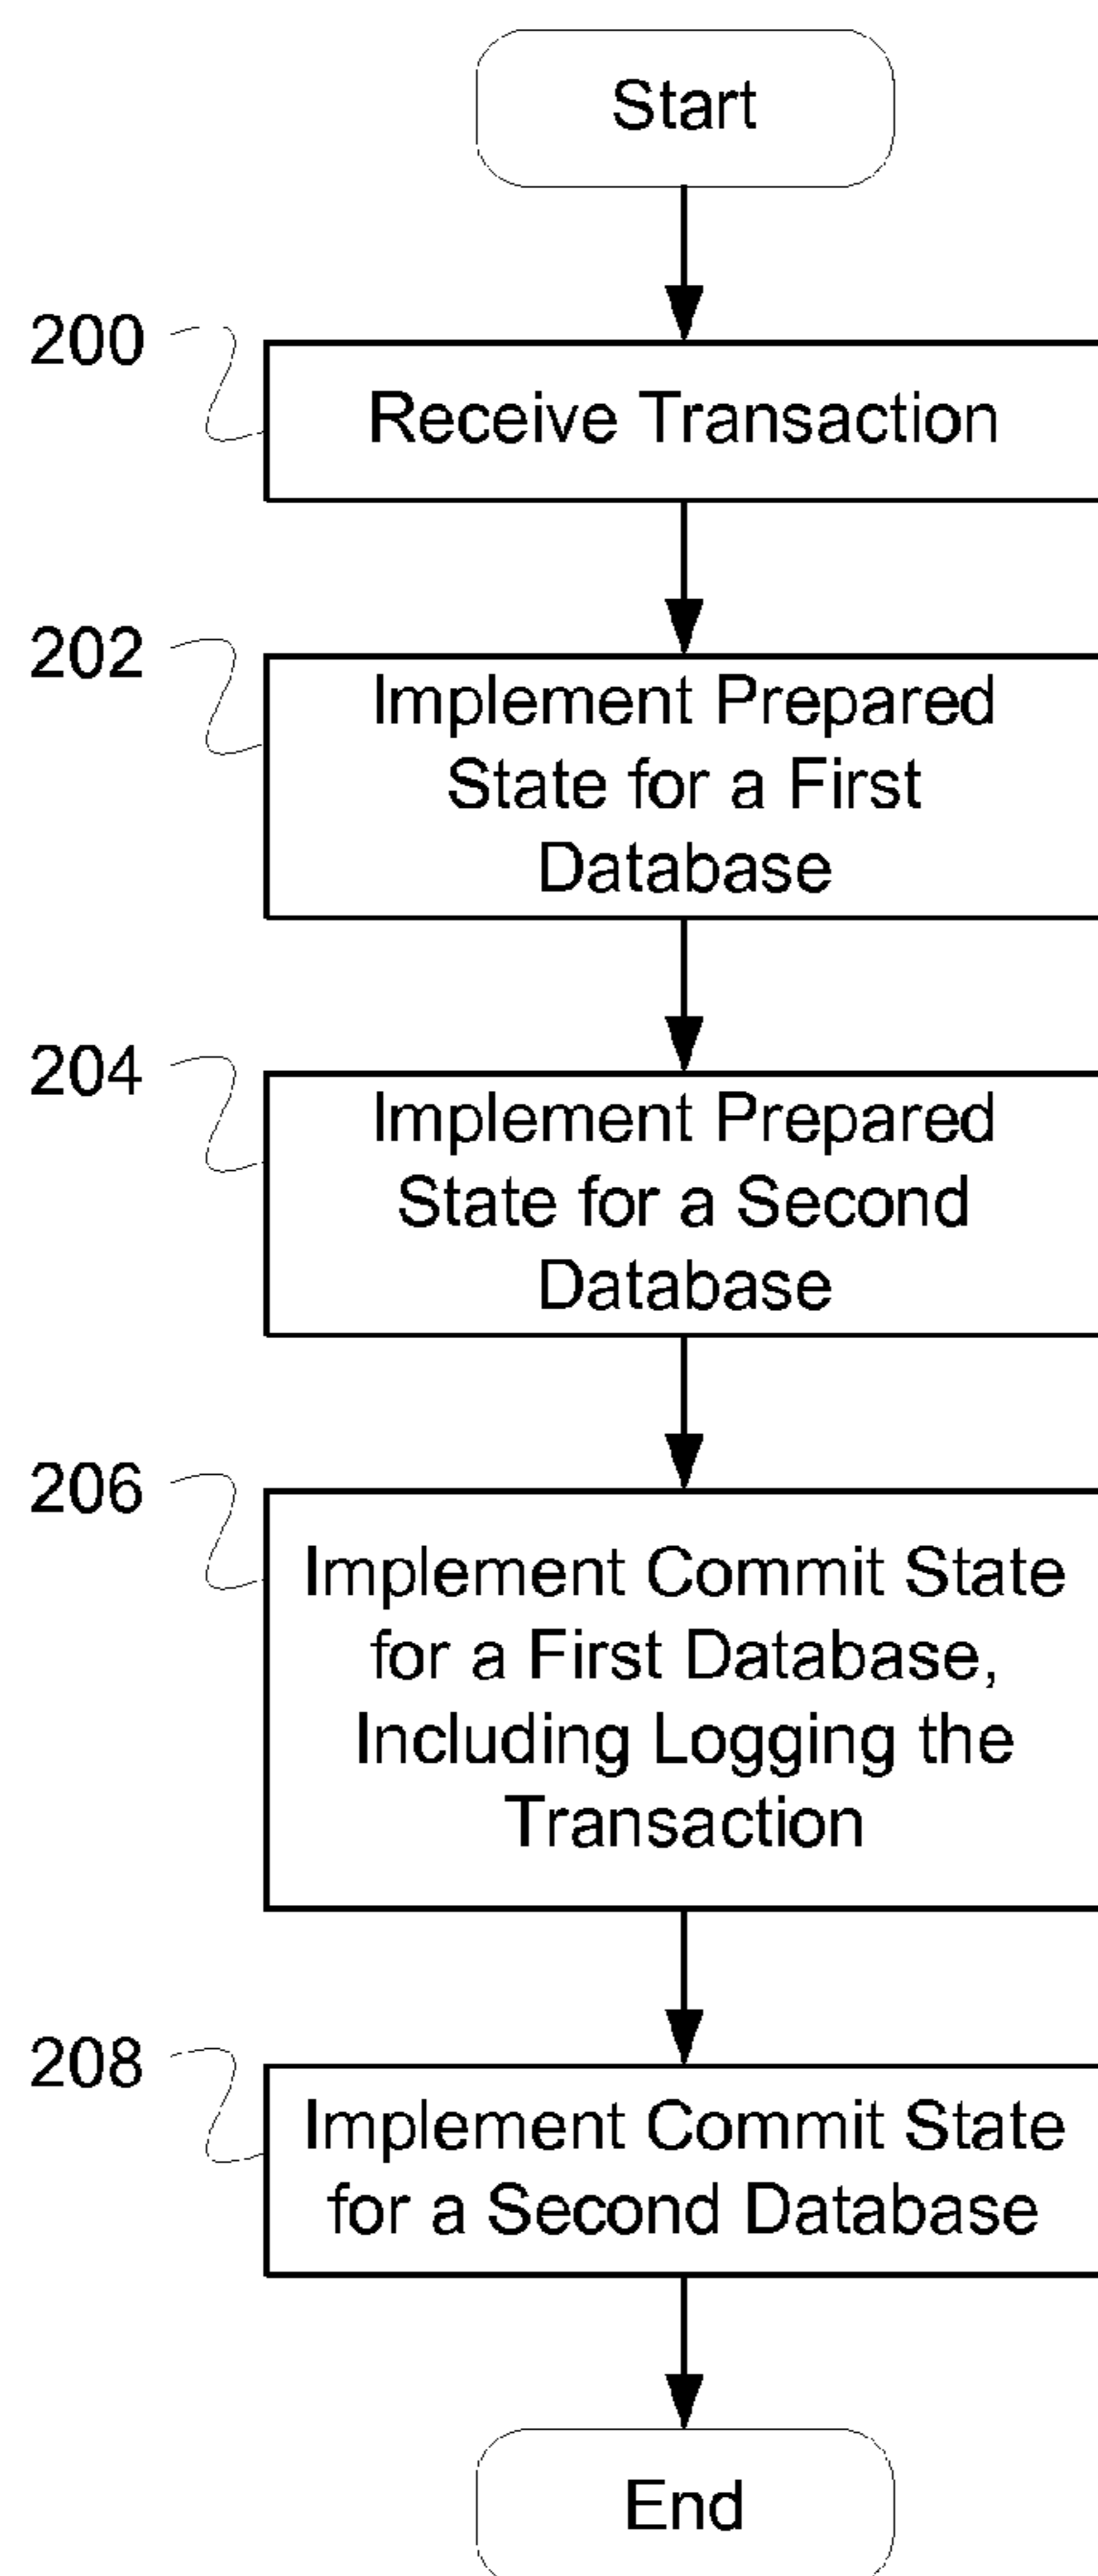 Start
200
Receive Transaction
202
Implement Prepared
State for a First
Database
204
Implement Prepared
State for a Second
Database
206
Implement Commit State
for a First Database,
Including Logging the
Transaction
208
Implement Commit State
for a Second Database
End